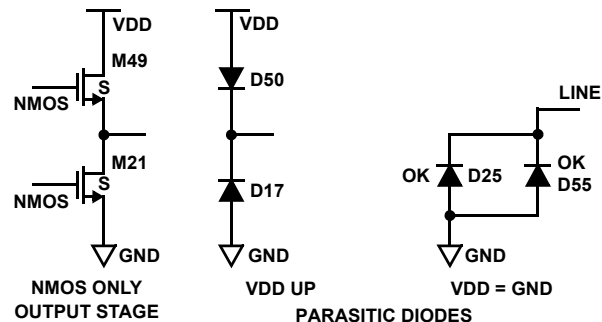 VDD
M49
S
NMOS
M21
S
NMOS
GND
NMOS ONLY
OUTPUT STAGE
VDD
D50
D17
GND
VDD UP
LINE
OK D25
OK
D55
GND
VDD = GND
PARASITIC DIODES